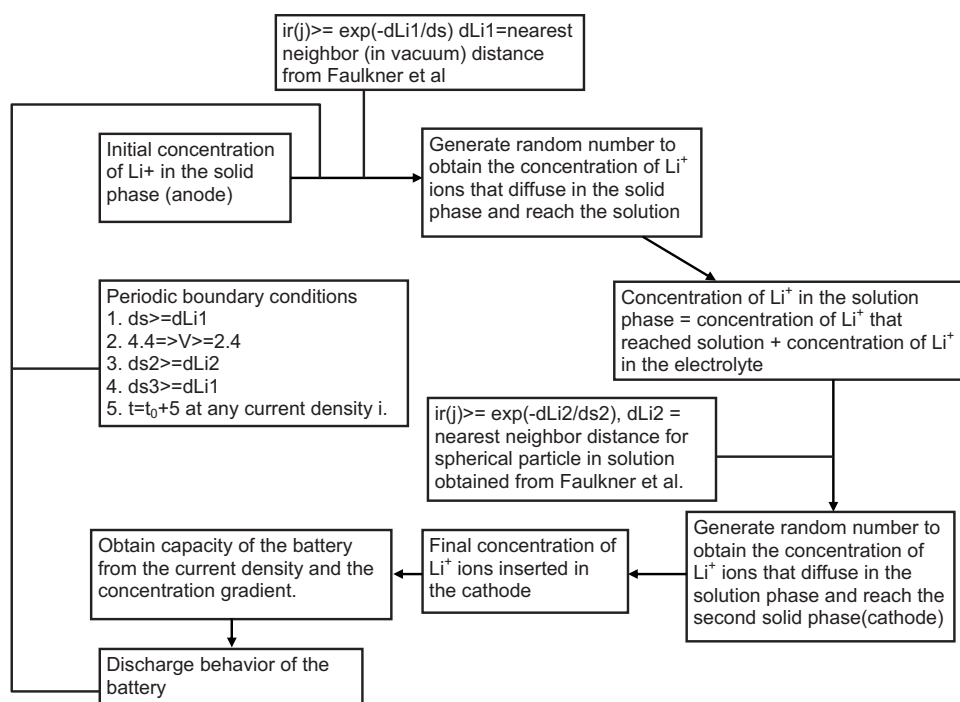 ir(j)>= exp(-dLi1/ds) dLi1=nearest
neighbor (in vacuum) distance
from Faulkner et al
Initial concentration
of Li+ in the solid
phase (anode)
Generate random number to
obtain the concentration of Li⁺
ions that diffuse in the solid
phase and reach the solution
Periodic boundary conditions
1. ds>=dLi1
2. 4.4=>V>=2.4
3. ds2>=dLi2
4. ds3>=dLi1
5. t=t₀+5 at any current density i.
Concentration of Li⁺ in the solution
phase = concentration of Li⁺ that
reached solution + concentration of Li⁺
in the electrolyte
ir(j)>= exp(-dLi2/ds2), dLi2 =
nearest neighbor distance for
spherical particle in solution
obtained from Faulkner et al.
Generate random number to
obtain the concentration of
Li⁺ ions that diffuse in the
solution phase and reach the
second solid phase(cathode)
Final concentration of
Li⁺ ions inserted in
the cathode
Obtain capacity of the battery
from the current density and the
concentration gradient.
Discharge behavior of the
battery